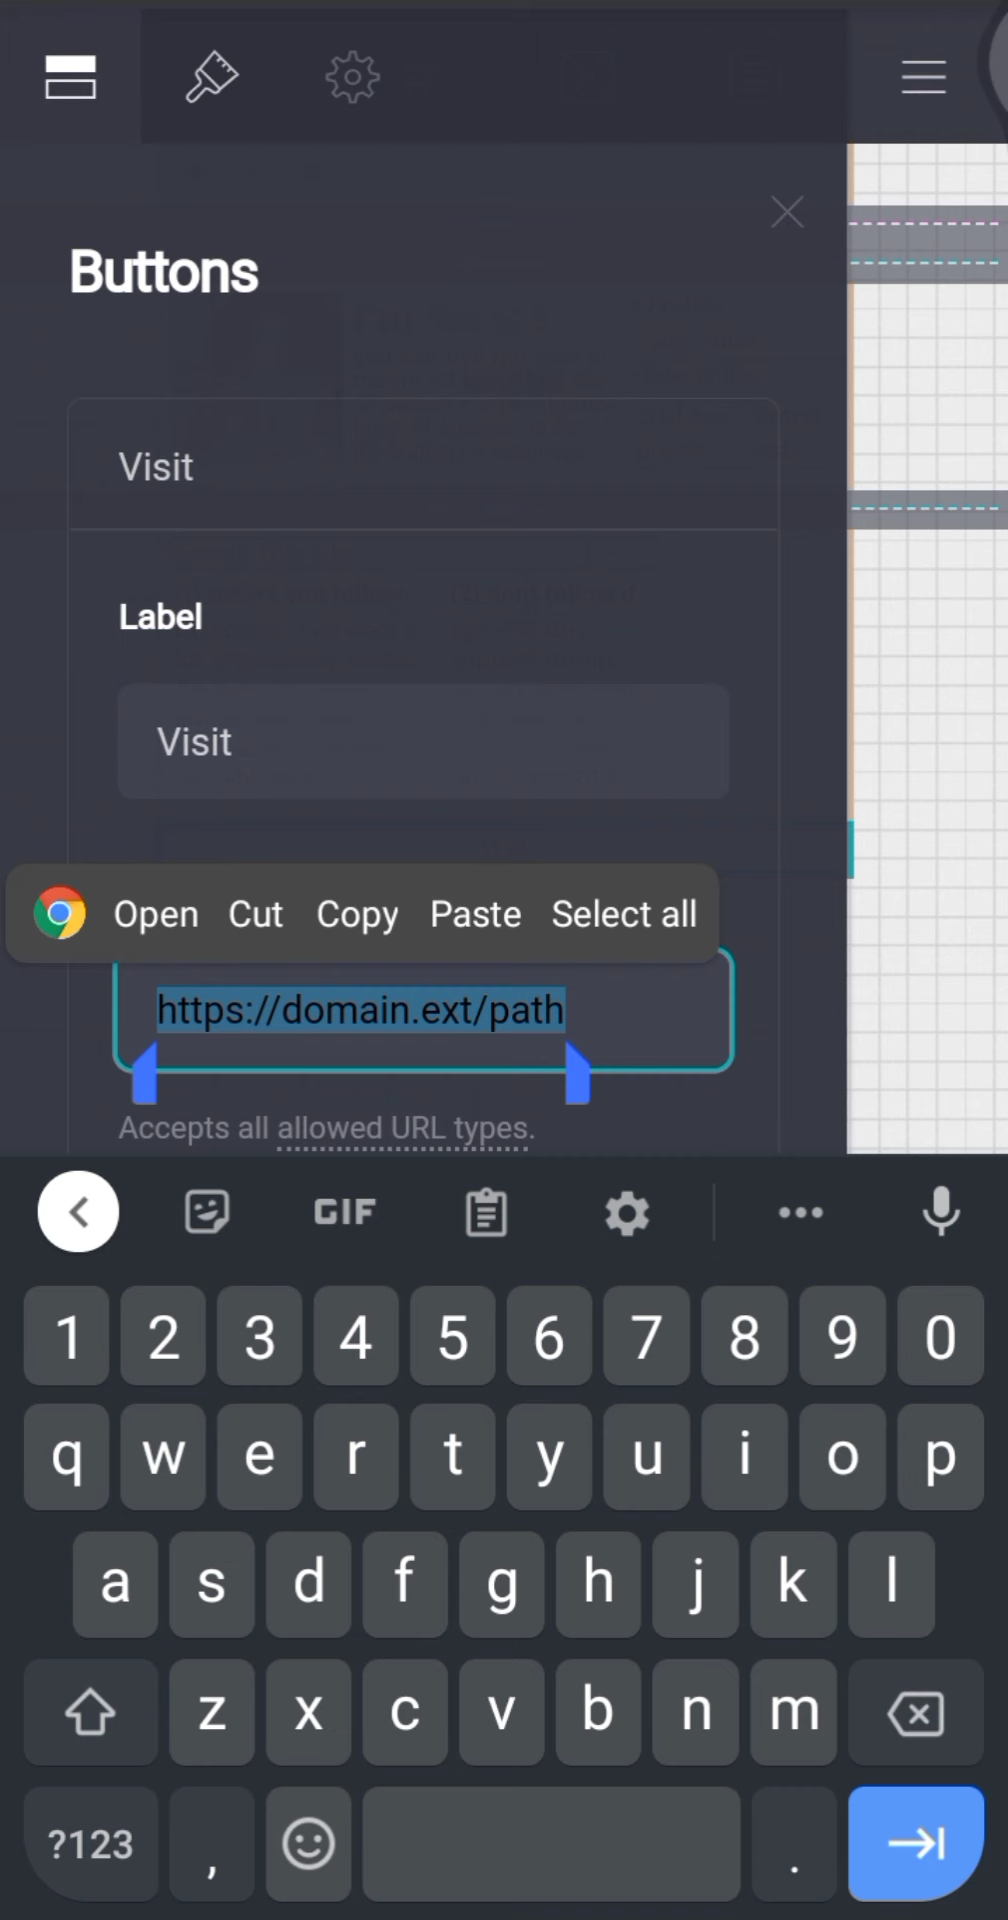 Buttons
Visit
Label
Visit
Open Cut Copy Paste Select all
https://domain.ext/path
Accepts all allowed URL types.
GIF
1 2 3 4 5 6 7 8 9 0
q w e r t y u i o p
a s d f g h j k l
z x c v b n m
?123 , .